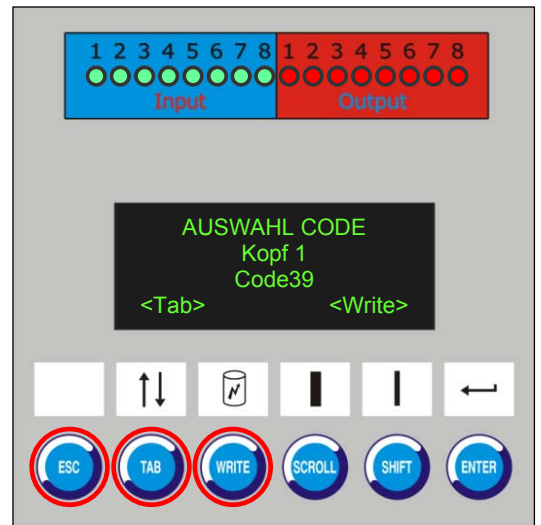 1 2 3 4 5 6 7 8 1 2 3 4 5 6 7 8
Input Output
AUSWAHL CODE
Kopf 1
Code39
<Tab> <Write>
ESC TAB WRITE SCROLL SHIFT ENTER